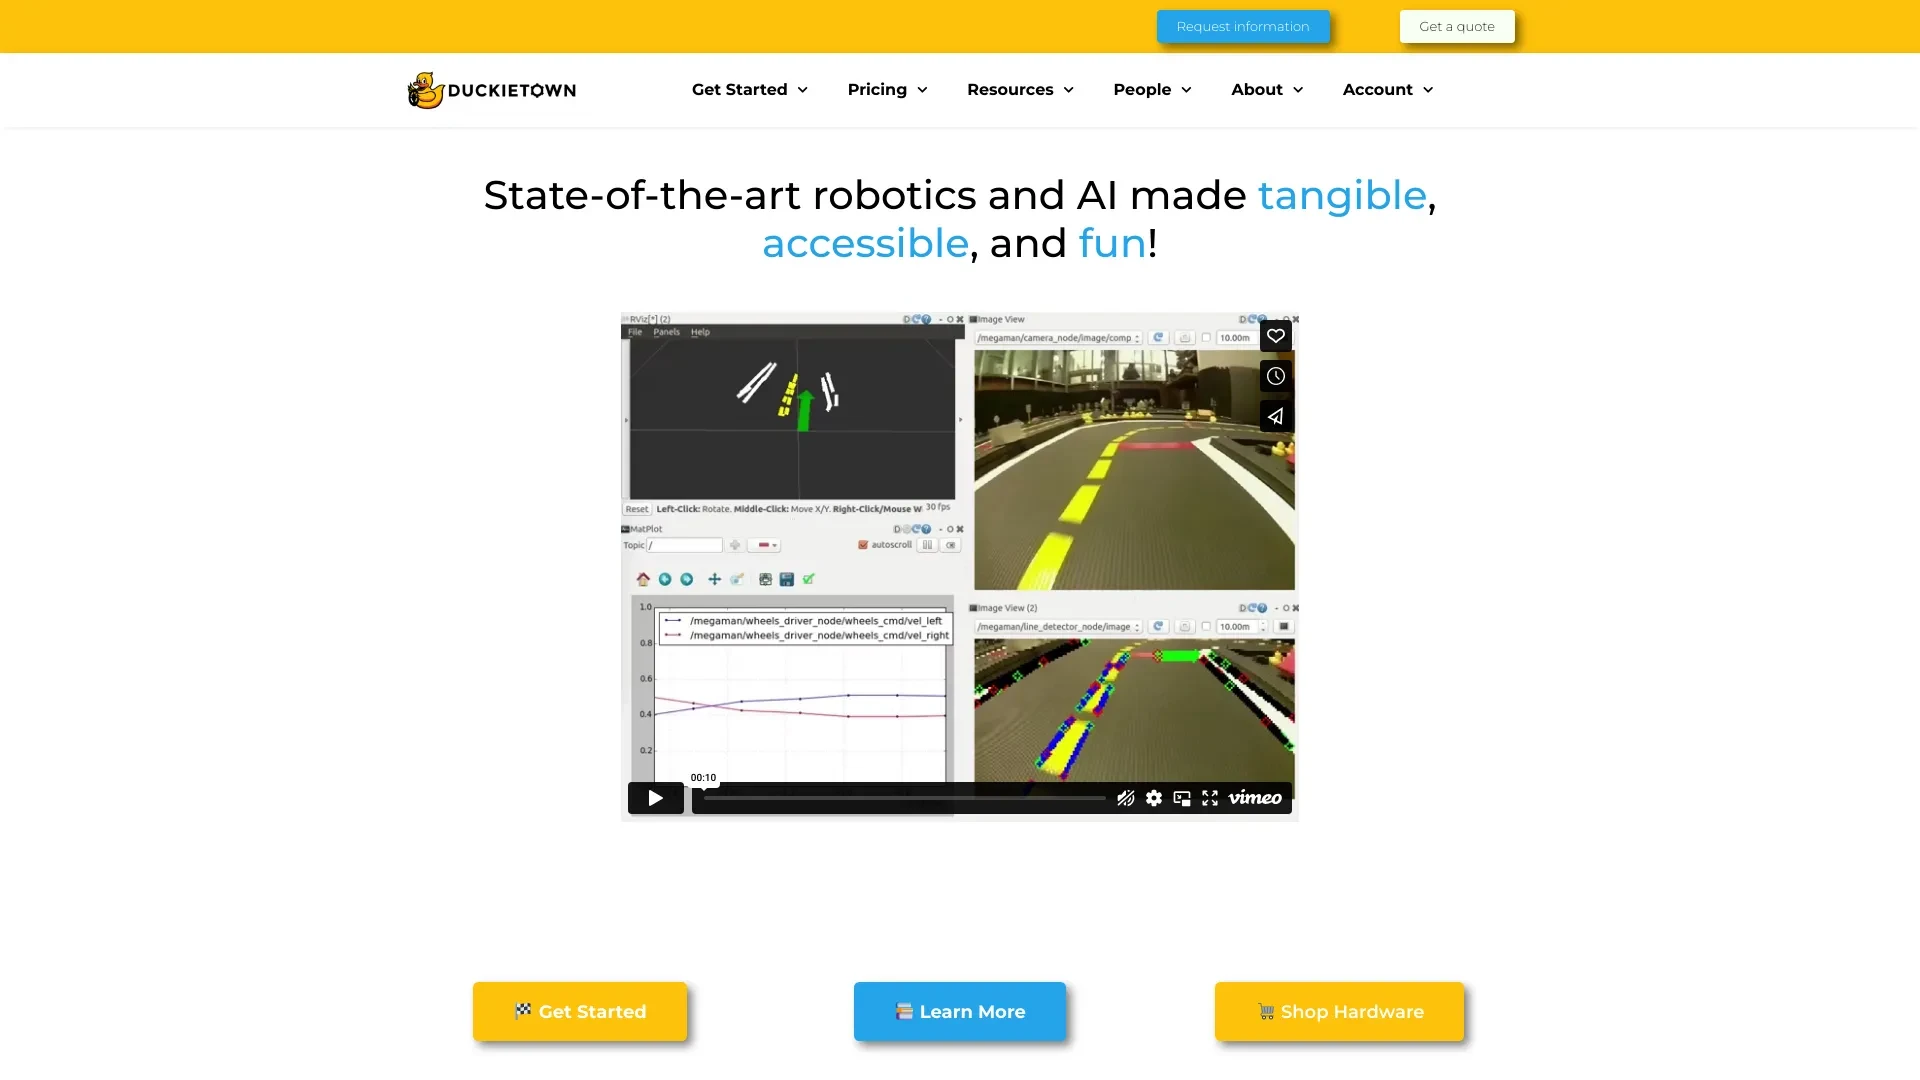 Request information
Get a quote
DUCKIETOWN
Get Started
Pricing
Resources
People
About
Account
State-of-the-art robotics and AI made tangible,
accessible, and fun!
RViz[*] (2)
File Panels Help
Reset Left-Click: Rotate. Middle-Click: Move X/Y. Right-Click/Mouse W
30 fps
Image View
/megaman/camera_node/image/comp
10.00m
MatPlot
Topic /
autoscroll
1.0
0.8
0.6
0.4
0.2
/megaman/wheels_driver_node/wheels_cmd/vel_left
/megaman/wheels_driver_node/wheels_cmd/vel_right
Image View (2)
/megaman/line_detector_node/image
10.00m
00:10
vimeo
Get Started
Learn More
Shop Hardware